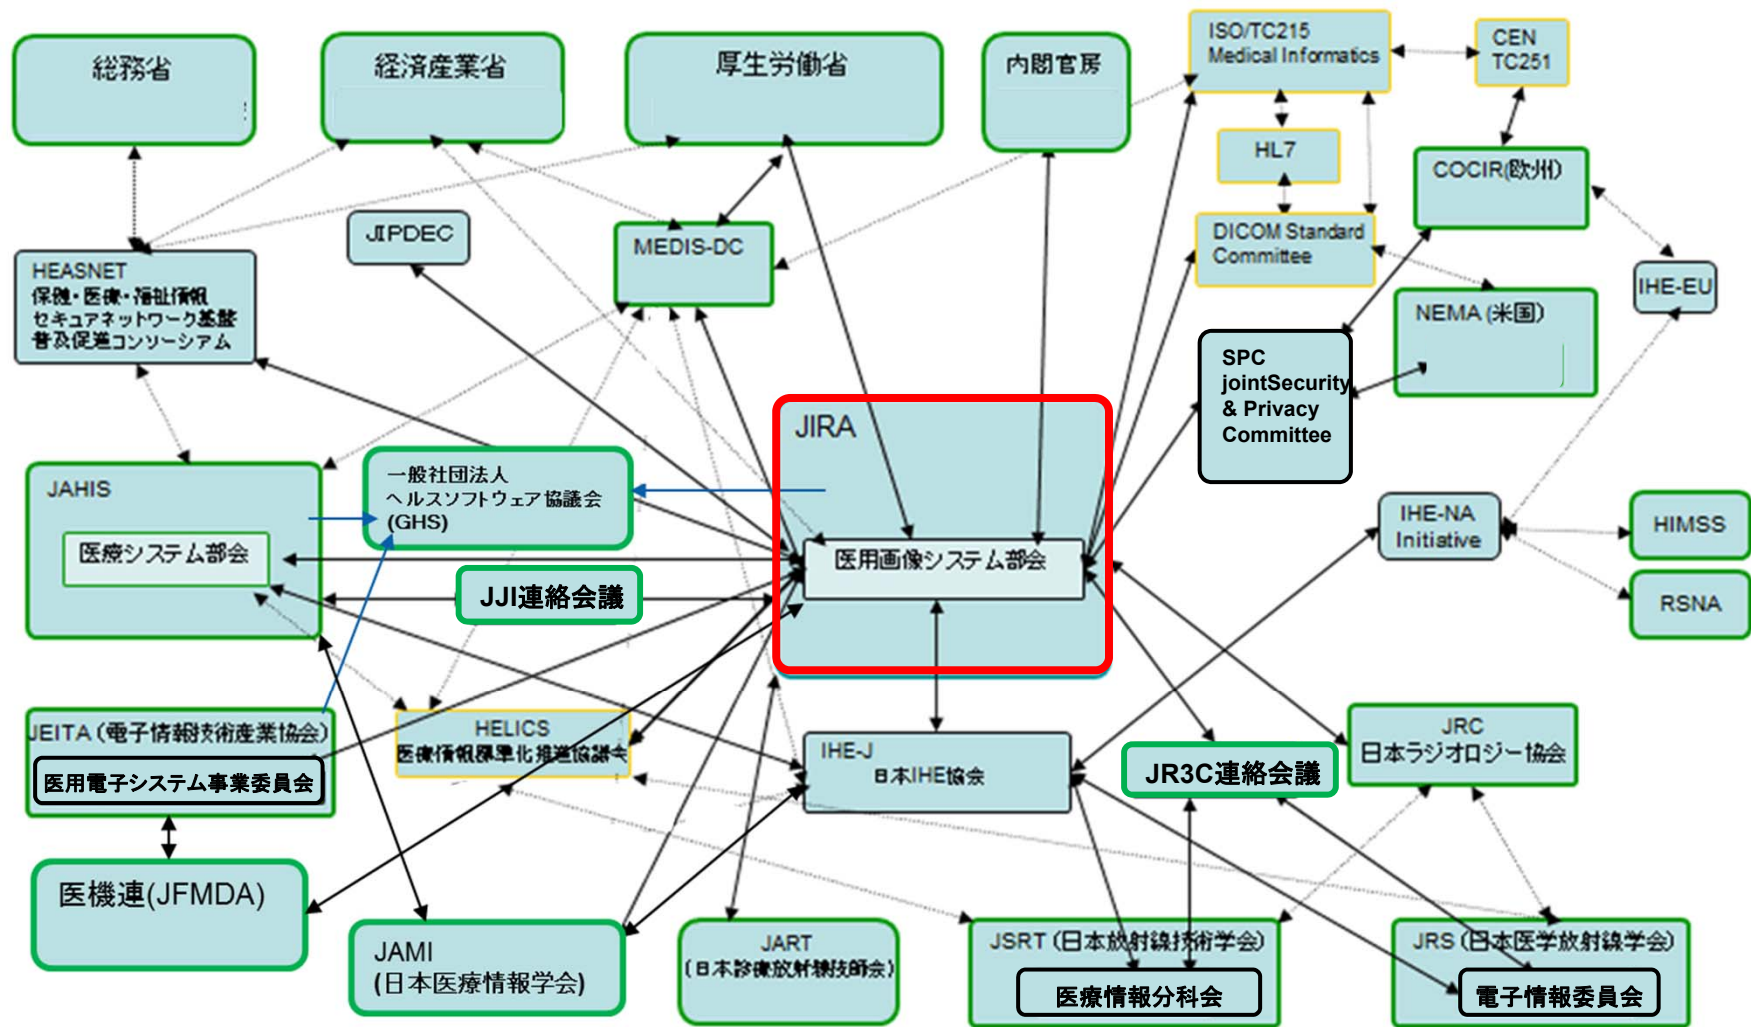 総務省
経済産業省
厚生労働省
内閣官房
ISO/TC215
Medical Informatics
CEN
TC251
HL7
COCIR(欧州)
JIPDEC
MEDIS-DC
DICOM Standard
Committee
IHE-EU
HEASNET
保健・医療・福祉情報
セキュアネットワーク基盤
普及促進コンソーシアム
NEMA (米国)
SPC
jointSecurity
& Privacy
Committee
JIRA
医用画像システム部会
JAHIS
医療システム部会
一般社団法人
ヘルスソフトウェア協議会
(GHS)
JJI連絡会議
IHE-NA
Initiative
HIMSS
RSNA
JEITA (電子情報技術産業協会)
医用電子システム事業委員会
HELICS
医療情報標準化推進協議会
IHE-J
日本IHE協会
JR3C連絡会議
JRC
日本ラジオロジー協会
医機連(JFMDA)
JAMI
(日本医療情報学会)
JART
(日本診療放射線技師会)
JSRT (日本放射線技術学会)
医療情報分科会
JRS (日本医学放射線学会)
電子情報委員会